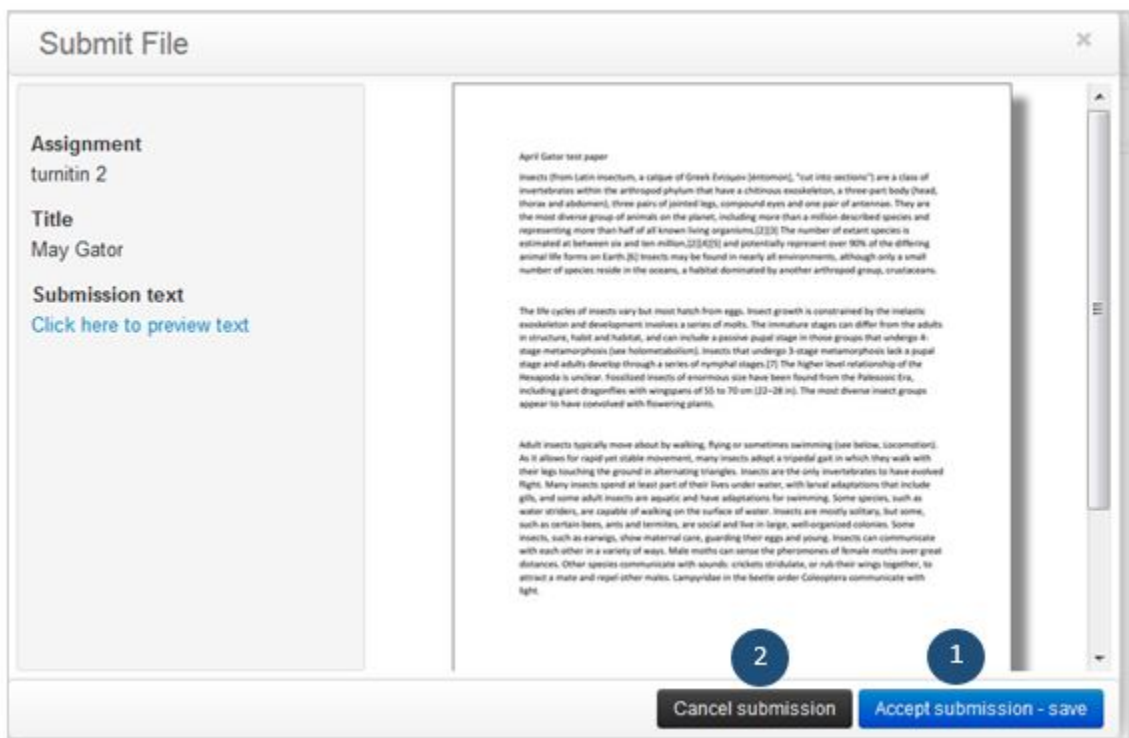 Submit File
×
Assignment
turnitin 2
Title
May Gator
Submission text
Click here to preview text
April Gator test paper
Insects (from Latin insectum, a calque of Greek ἔντομον [éntomon], "cut into sections") are a class of
invertebrates within the arthropod phylum that have a chitinous exoskeleton, a three-part body (head,
thorax and abdomen), three pairs of jointed legs, compound eyes and one pair of antennae. They are
the most diverse group of animals on the planet, including more than a million described species and
representing more than half of all known living organisms.[2][3] The number of extant species is
estimated at between six and ten million,[2][4][5] and potentially represent over 90% of the differing
animal life forms on Earth.[6] Insects may be found in nearly all environments, although only a small
number of species reside in the oceans, a habitat dominated by another arthropod group, crustaceans.
The life cycles of insects vary but most hatch from eggs. Insect growth is constrained by the inelastic
exoskeleton and development involves a series of molts. The immature stages can differ from the adults
in structure, habit and habitat, and can include a passive pupal stage in those groups that undergo 4-
stage metamorphosis (see holometabolism). Insects that undergo 3-stage metamorphosis lack a pupal
stage and adults develop through a series of nymphal stages.[7] The higher level relationship of the
Hexapoda is unclear. Fossilized insects of enormous size have been found from the Paleozoic Era,
including giant dragonflies with wingspans of 55 to 70 cm (22–28 in). The most diverse insect groups
appear to have coevolved with flowering plants.
Adult insects typically move about by walking, flying or sometimes swimming (see below, Locomotion).
As it allows for rapid yet stable movement, many insects adopt a tripedal gait in which they walk with
their legs touching the ground in alternating triangles. Insects are the only invertebrates to have evolved
flight. Many insects spend at least part of their lives under water, with larval adaptations that include
gills, and some adult insects are aquatic and have adaptations for swimming. Some species, such as
water striders, are capable of walking on the surface of water. Insects are mostly solitary, but some,
such as certain bees, ants and termites, are social and live in large, well-organized colonies. Some
insects, such as earwigs, show maternal care, guarding their eggs and young. Insects can communicate
with each other in a variety of ways. Male moths can sense the pheromones of female moths over great
distances. Other species communicate with sounds: crickets stridulate, or rub their wings together, to
attract a mate and repel other males. Lampyridae in the beetle order Coleoptera communicate with
light.
2
1
Cancel submission
Accept submission - save